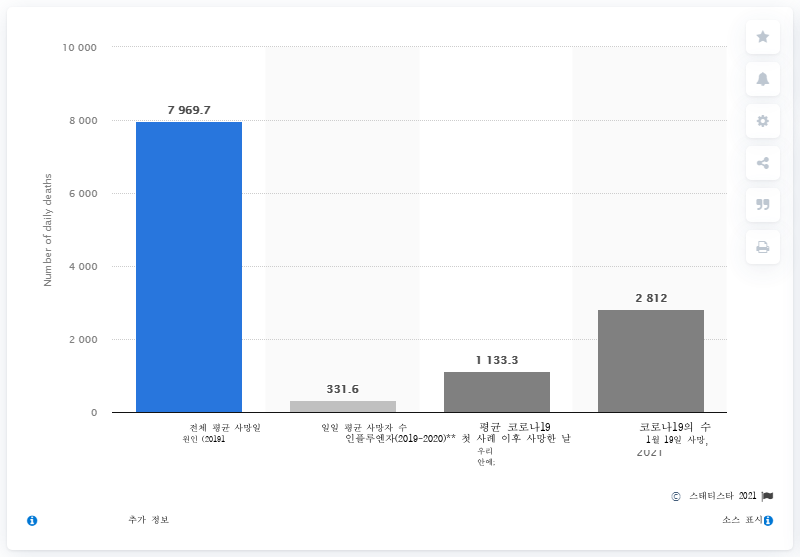 10 000
7 969.7
8 000
6 000
Number of daily deaths
4 000
2 812
2 000
1 133.3
331.6
0
전체 평균 사망일
원인 (20191
일일 평균 사망자 수
인플루엔자(2019-2020)** 첫 사례 이후 사망한 날
평균 코로나19
우리
안에;
코로나19의 수
1월 19일 사망,
2021
© 스태티스타 2021
추가 정보
소스 표시